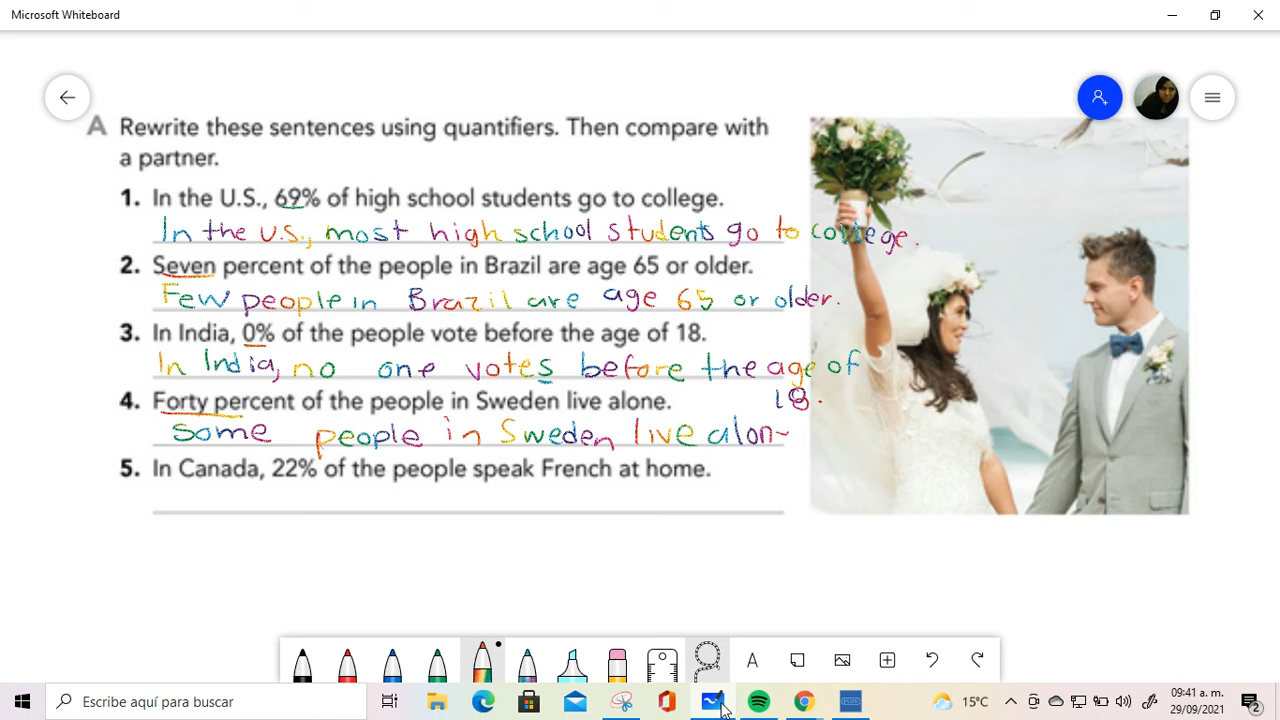 Microsoft Whiteboard
A Rewrite these sentences using quantifiers. Then compare with
a partner.
1. In the U.S., 69% of high school students go to college.
In the U.S., most high school students go to college.
2. Seven percent of the people in Brazil are age 65 or older.
Few people in Brazil are age 65 or older.
3. In India, 0% of the people vote before the age of 18.
In India, no one votes before the age of
18.
4. Forty percent of the people in Sweden live alone.
some people in Sweden live alon
5. In Canada, 22% of the people speak French at home.
A
Escribe aquí para buscar
PLUS
15°C
09:41 a. m.
29/09/2021
2